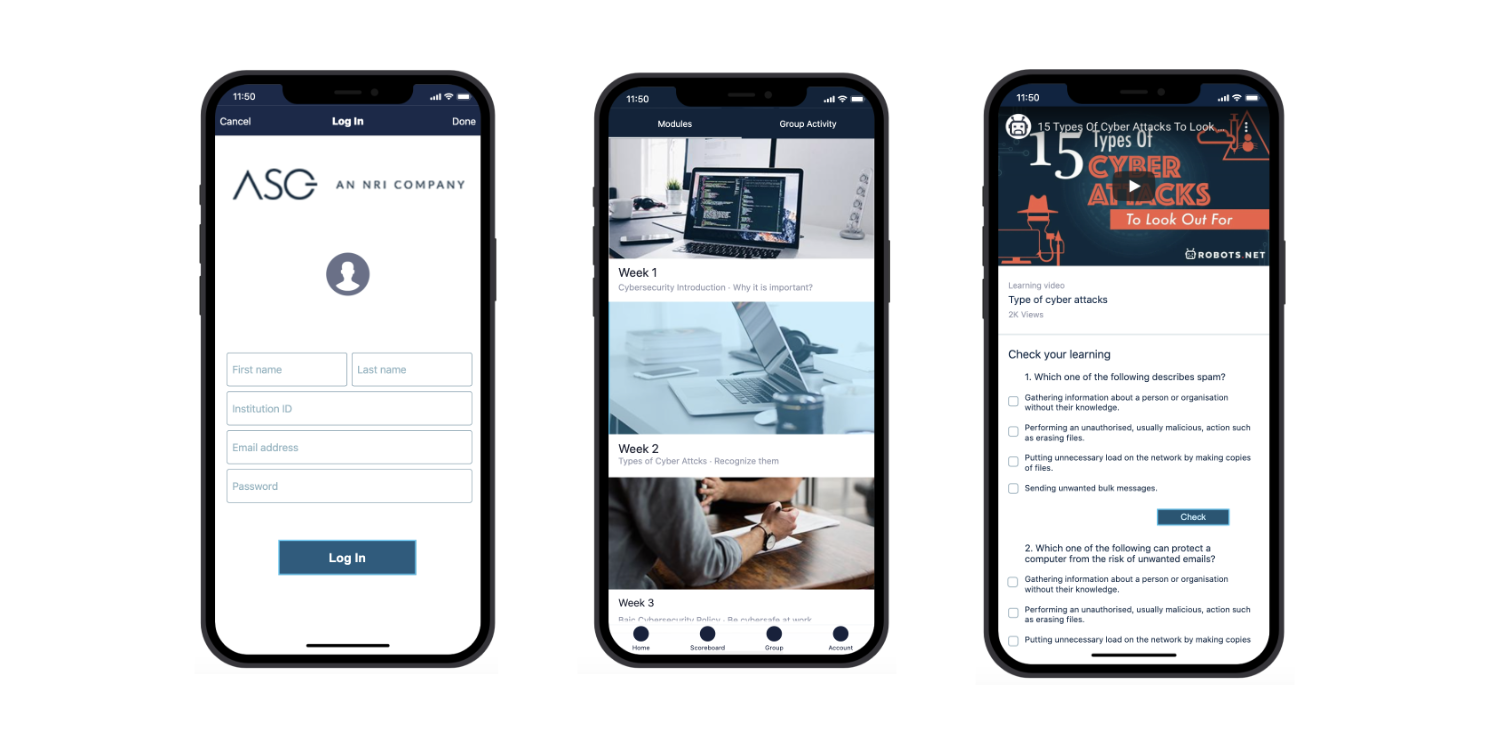 11:50
Cancel Log In Done
ASG AN NRI COMPANY
First name Last name
Institution ID
Email address
Password
Log In
11:50
Modules Group Activity
Week 1
Cybersecurity Introduction - Why it is important?
Week 2
Types of Cyber Attcks - Recognize them
Week 3
Baic Cybersecurity Policy - Be cybersafe at work
Home Scoreboard Group Account
11:50
15 Types Of Cyber Attacks To Look ...
15 Types Of
CYBER
ATTACKS
To Look Out For
ROBOTS.NET
Learning video
Type of cyber attacks
2K Views
Check your learning
1. Which one of the following describes spam?
Gathering information about a person or organisation
without their knowledge.
Performing an unauthorised, usually malicious, action such
as erasing files.
Putting unnecessary load on the network by making copies
of files.
Sending unwanted bulk messages.
Check
2. Which one of the following can protect a
computer from the risk of unwanted emails?
Gathering information about a person or organisation
without their knowledge.
Performing an unauthorised, usually malicious, action such
as erasing files.
Putting unnecessary load on the network by making copies